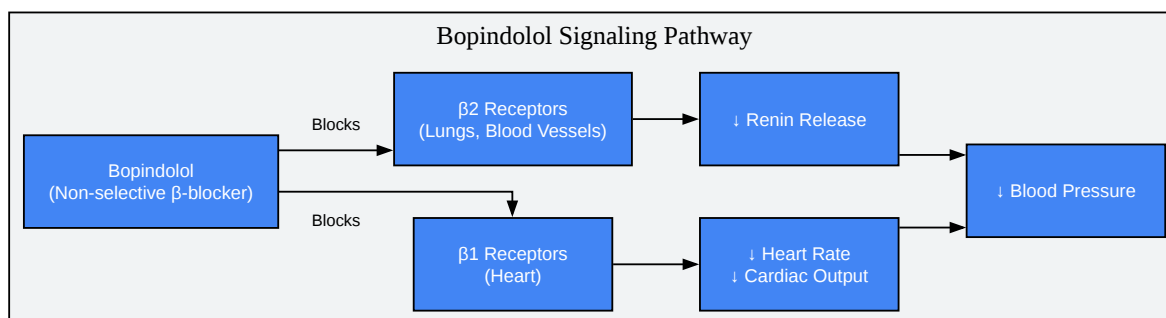 Bopindolol Signaling Pathway
β2 Receptors
(Lungs, Blood Vessels)
↓ Renin Release
Blocks
Bopindolol
(Non-selective β-blocker)
↓ Blood Pressure
Blocks
β1 Receptors
(Heart)
↓ Heart Rate
↓ Cardiac Output